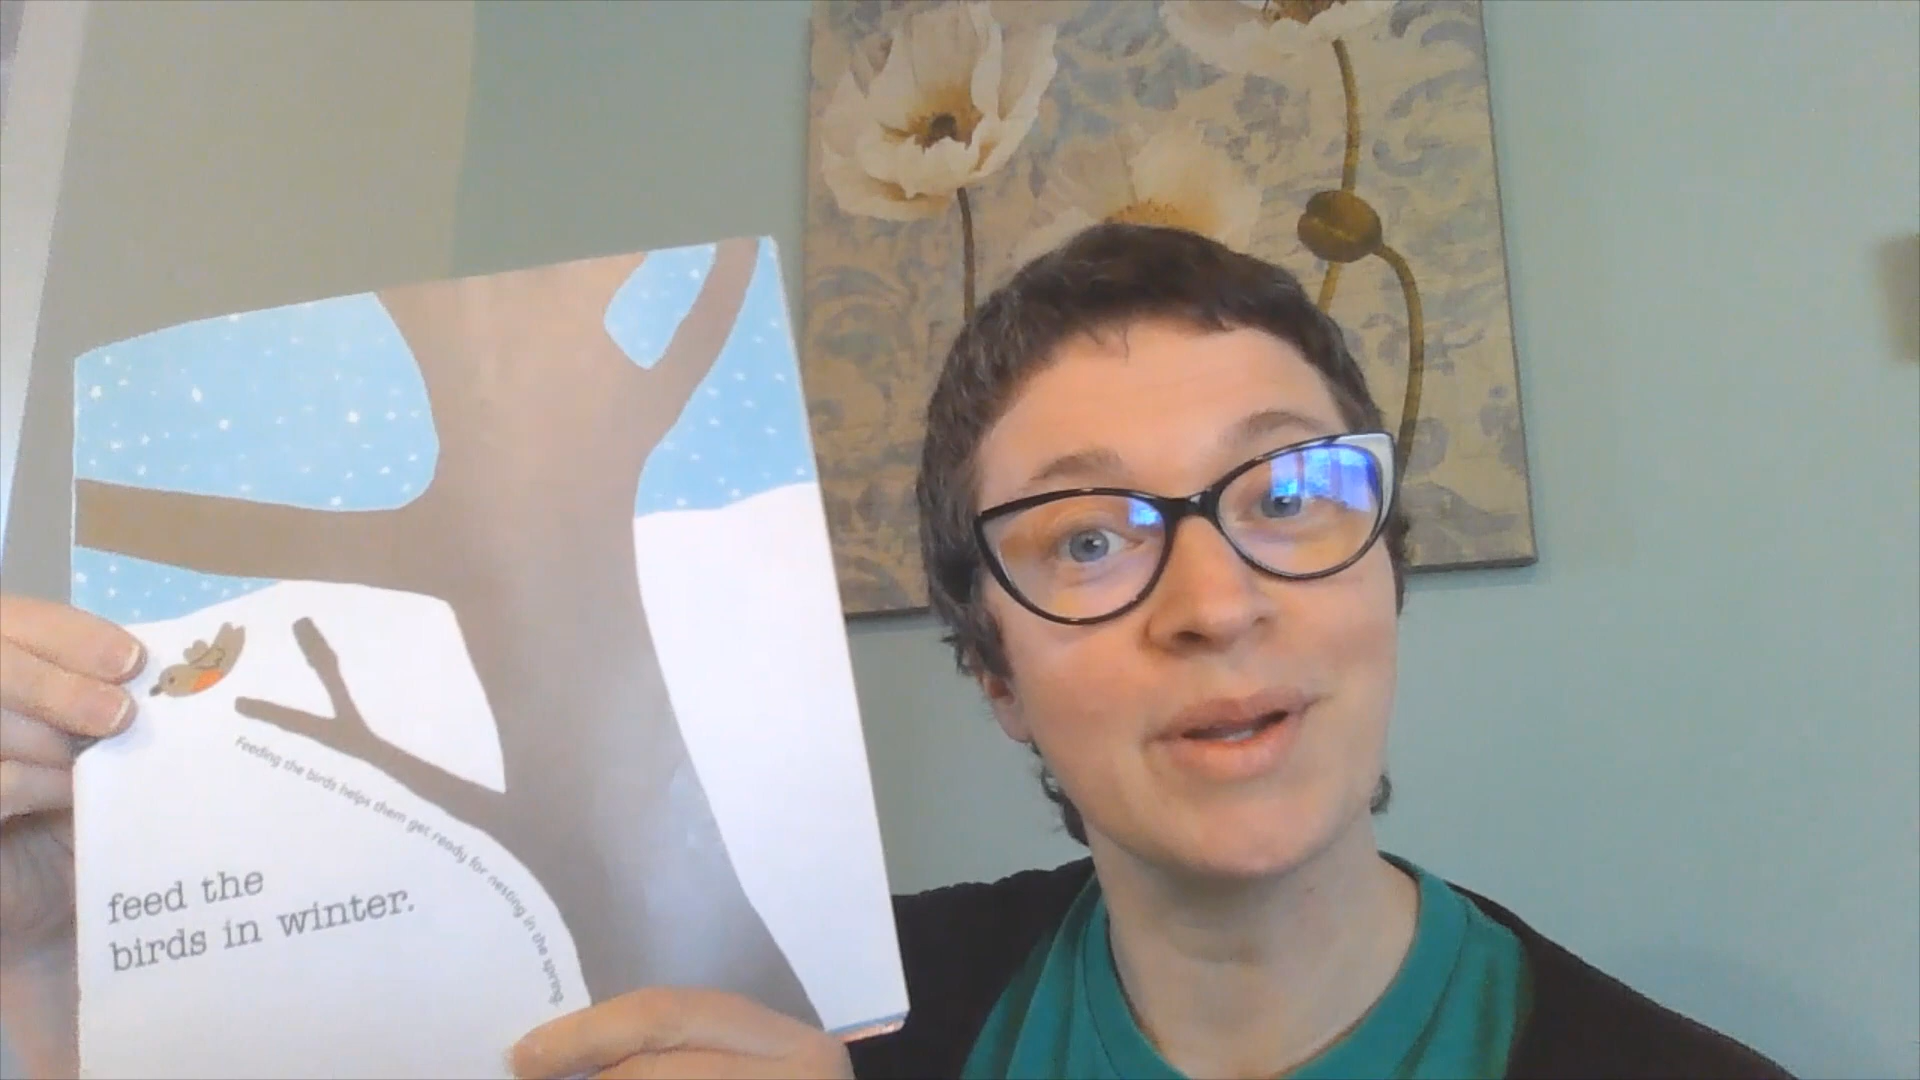 Feeding the birds helps them get ready for nesting in the spring.
feed the
birds in winter.